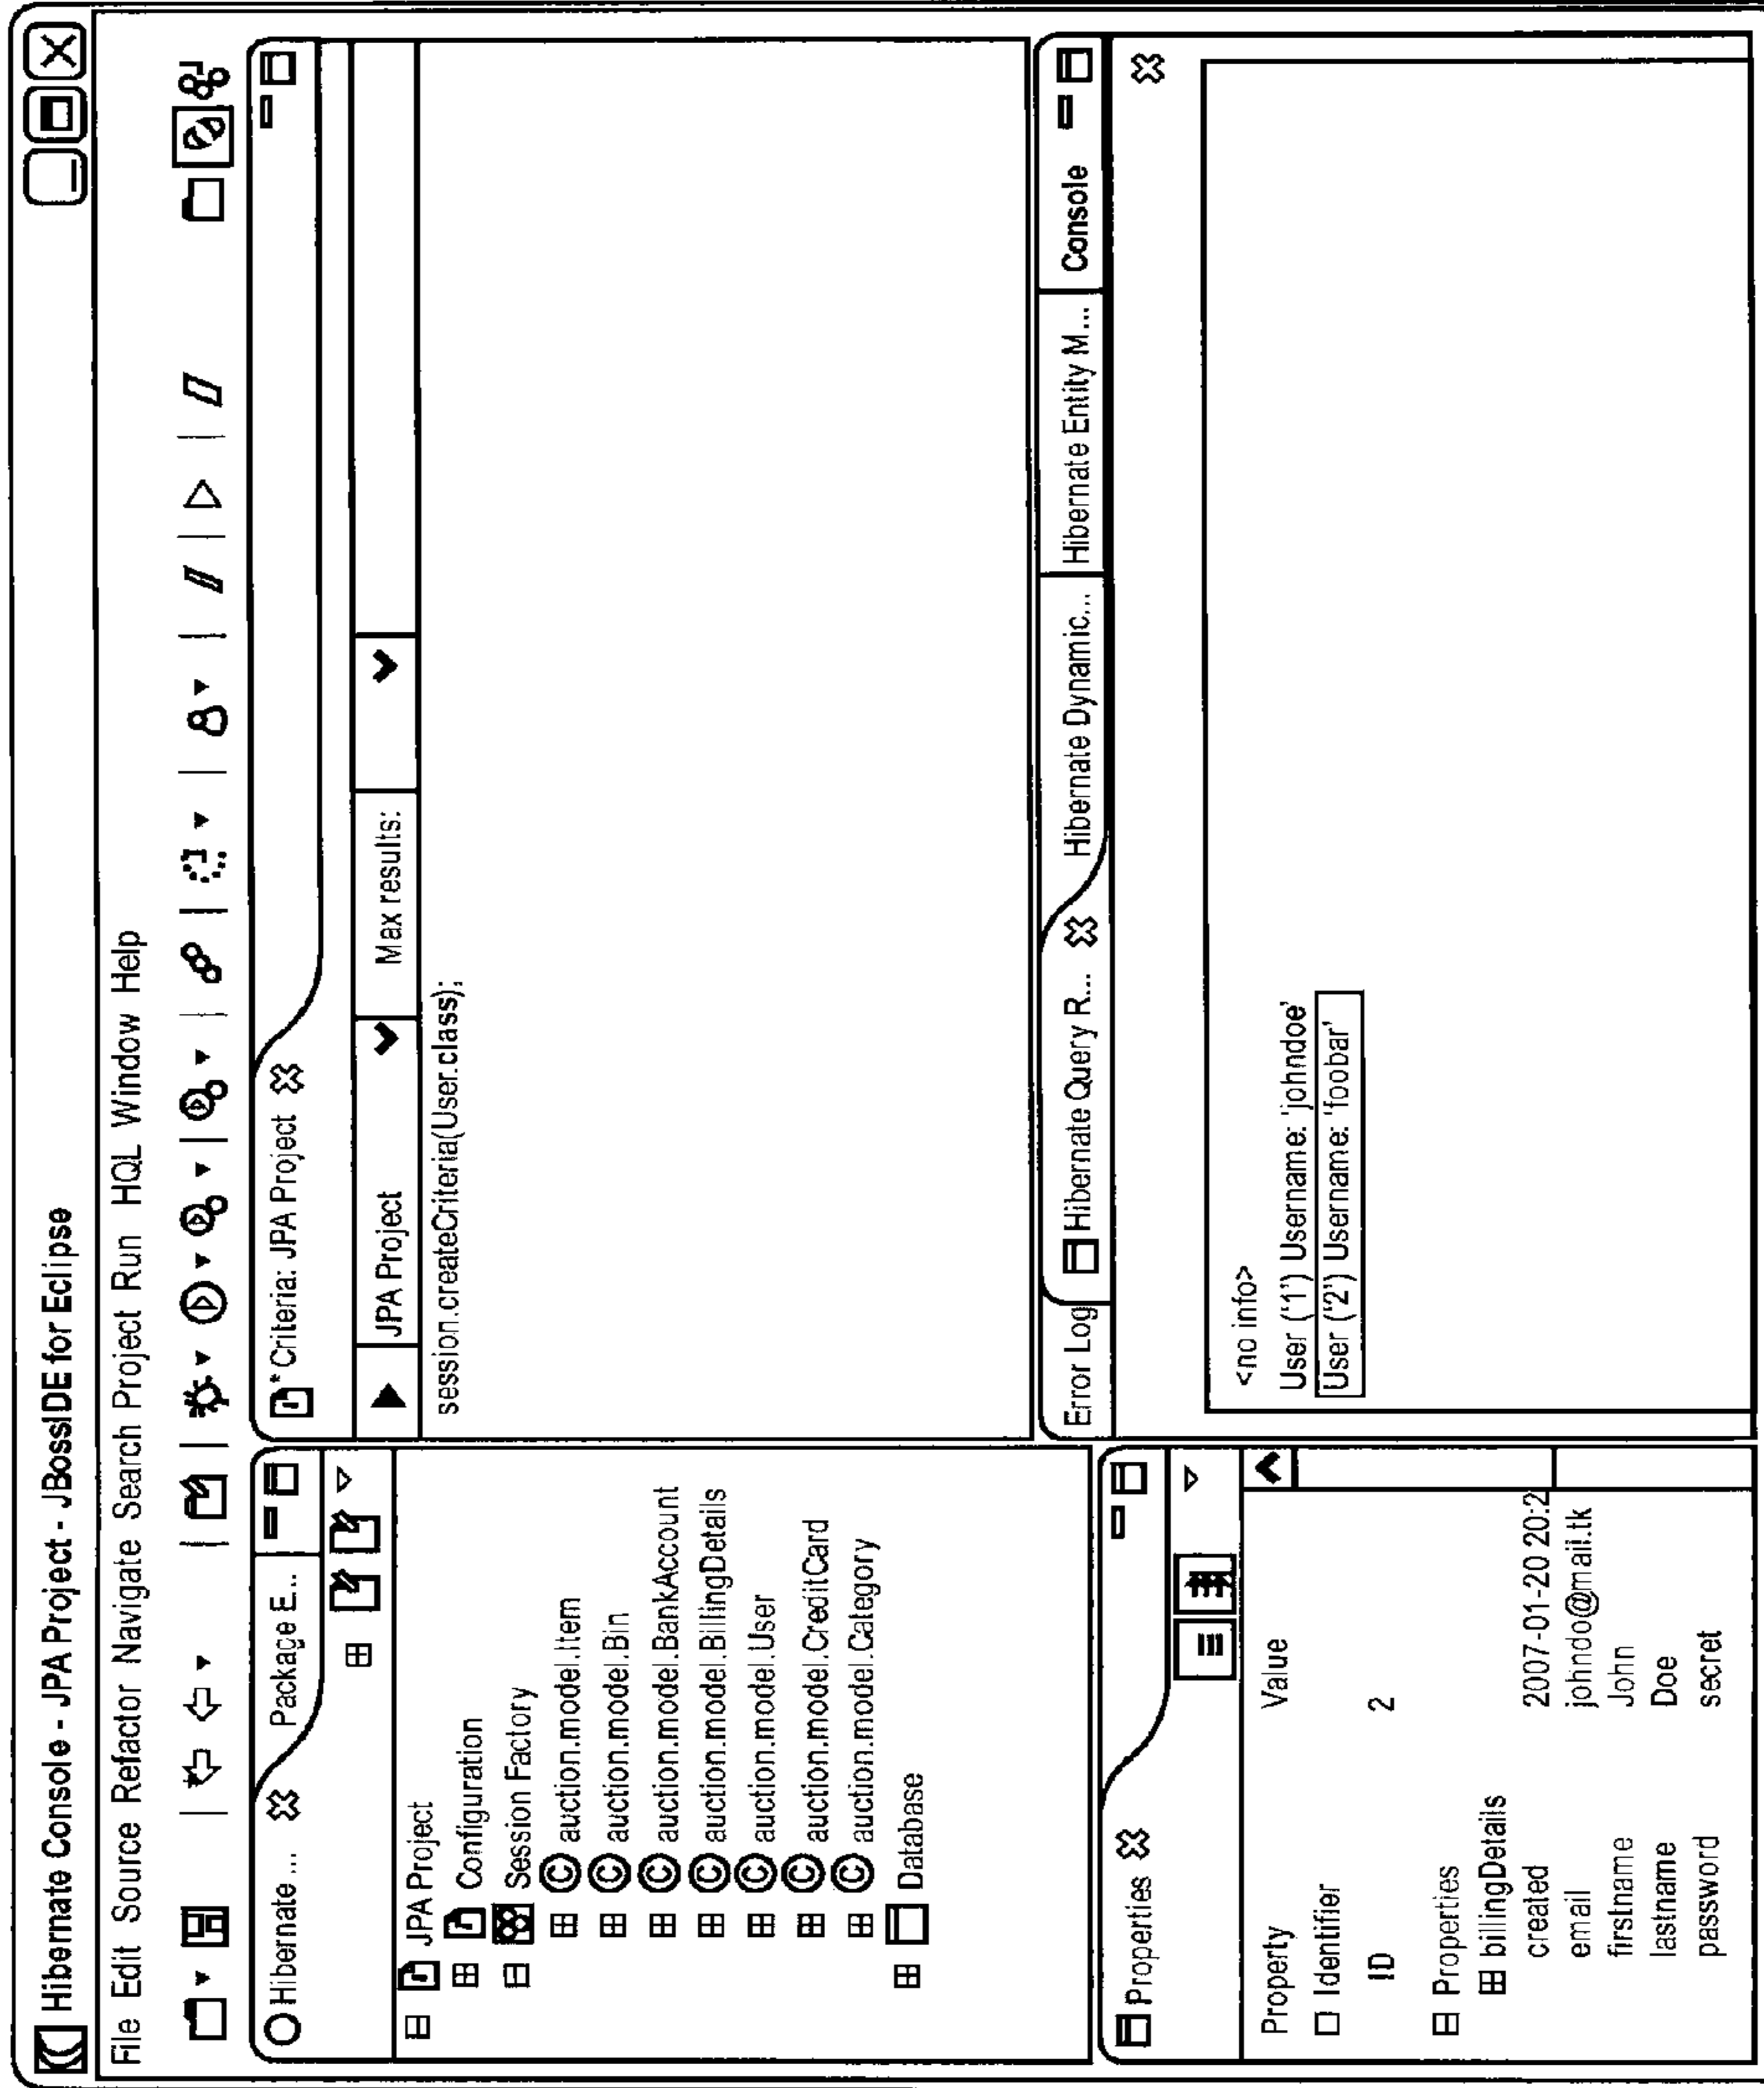 Hibernate Console - JPA Project - JBossIDE for Eclipse
File Edit Source Refactor Navigate Search Project Run HQL Window Help
Hibernate ...
Package E...
JPA Project
Configuration
Session Factory
auction.model.Item
auction.model.Bin
auction.model.BankAccount
auction.model.BillingDetails
auction.model.User
auction.model.CreditCard
auction.model.Category
Database
* Criteria: JPA Project
JPA Project
Max results:
session.createCriteria(User.class);
Properties
Property Value
Identifier
ID 2
Properties
billingDetails
created 2007-01-20 20:2
email johndo@mail.tk
firstname John
lastname Doe
password secret
Error Log
Hibernate Query R...
Hibernate Dynamic...
Hibernate Entity M...
Console
<no info>
User ('1') Username: 'johndoe'
User ('2') Username: 'foobar'